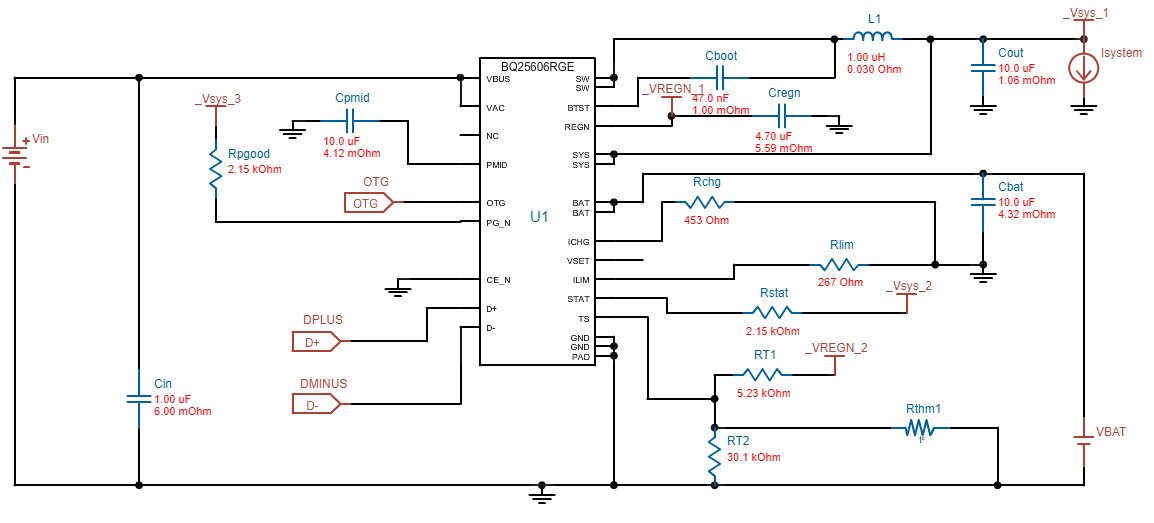 _Vsys_1
L1
1.00 uH
0.030 Ohm
Cout
10.0 uF
1.06 mOhm
Isystem
BQ25606RGE
Cboot
47.0 nF
1.00 mOhm
_VREGN_1
Cregn
4.70 uF
5.59 mOhm
Vin
_Vsys_3
Rpgood
2.15 kOhm
Cpmid
10.0 uF
4.12 mOhm
OTG
OTG
DPLUS
D+
DMINUS
D-
Cin
1.00 uF
6.00 mOhm
VBUS
VAC
NC
PMID
OTG
PG_N
CE_N
D+
D-
U1
SW
SW
BTST
REGN
SYS
SYS
BAT
BAT
ICHG
VSET
ILIM
STAT
TS
GND
GND
PAD
Rchg
453 Ohm
Cbat
10.0 uF
4.32 mOhm
Rlim
267 Ohm
_Vsys_2
Rstat
2.15 kOhm
_VREGN_2
RT1
5.23 kOhm
Rthm1
t°
RT2
30.1 kOhm
VBAT